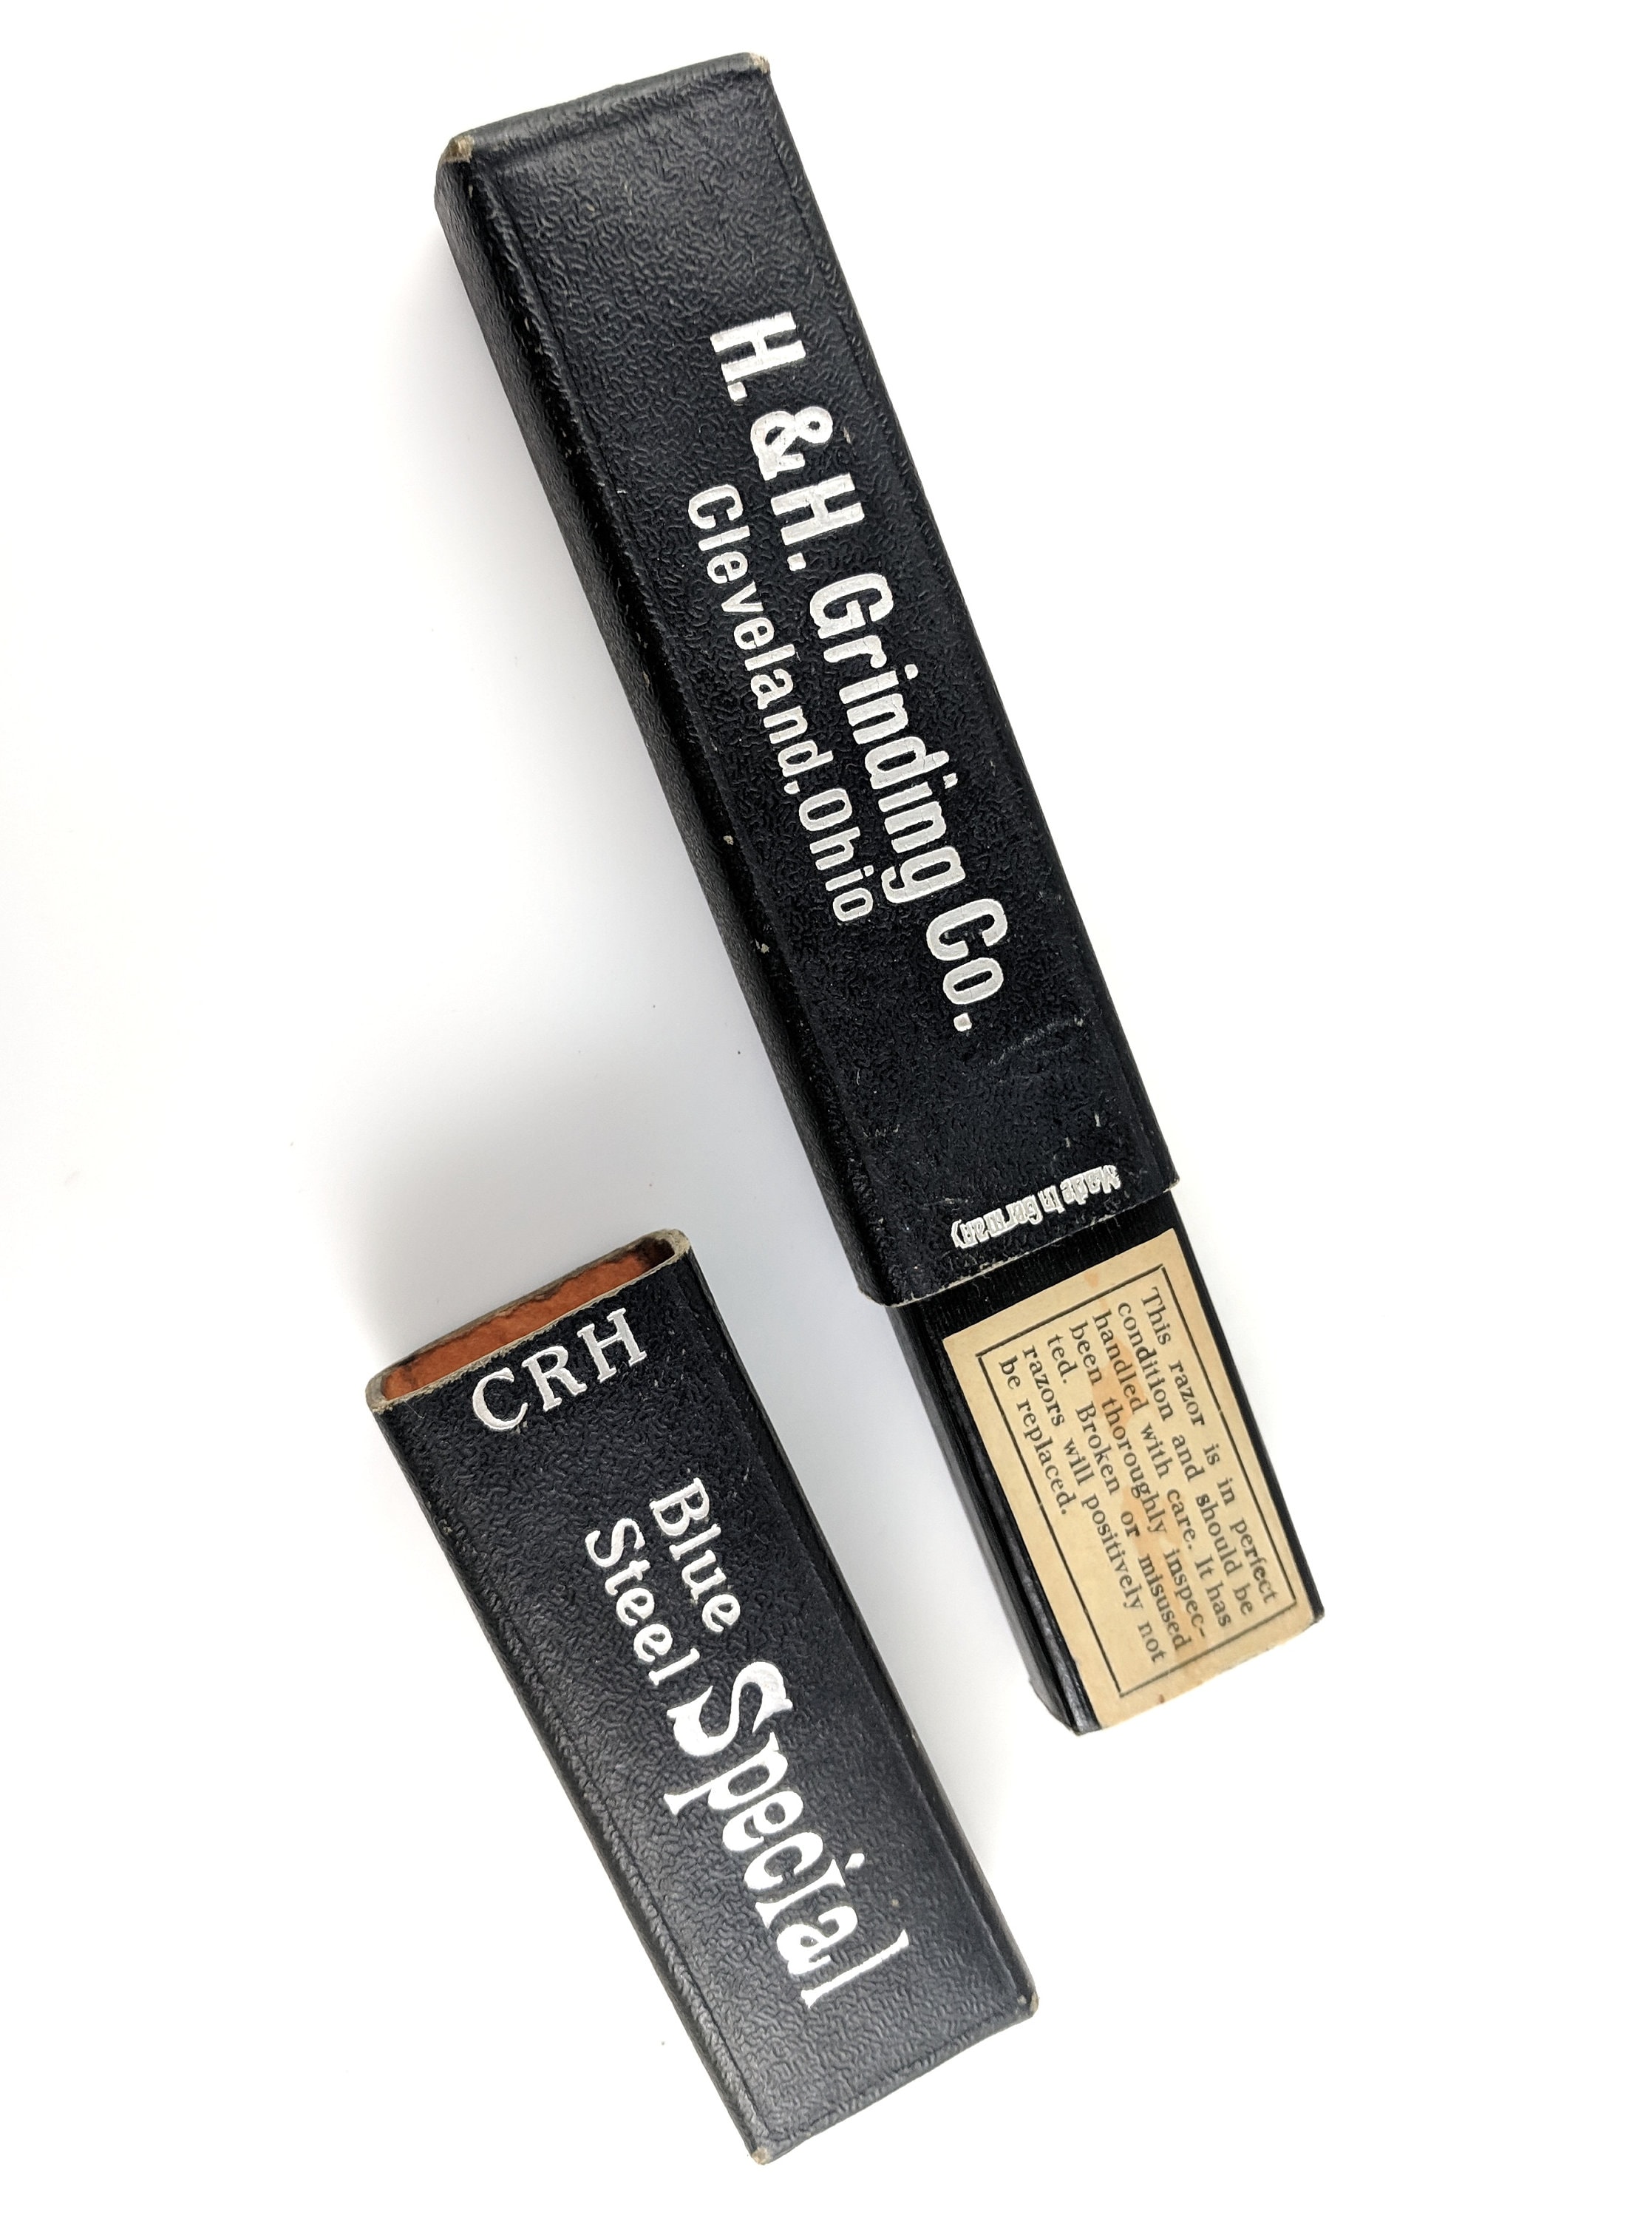 H. & H. Grinding Co.
Cleveland, Ohio
Made in Germany
This razor is in perfect
condition and should be
handled with care. It has
been thoroughly inspec-
ted. Broken or misused
razors will positively not
be replaced.
CRH
Blue
Steel Special